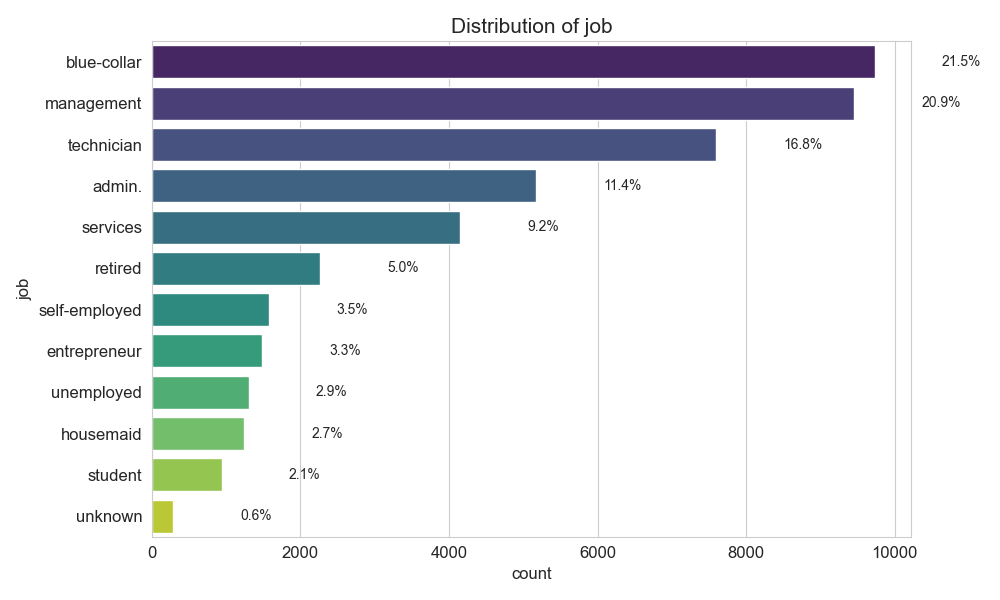 Distribution of job
blue-collar 21.5%
management 20.9%
technician 16.8%
admin. 11.4%
services 9.2%
retired 5.0%
self-employed 3.5%
entrepreneur 3.3%
unemployed 2.9%
housemaid 2.7%
student 2.1%
unknown 0.6%
job
0 2000 4000 6000 8000 10000
count